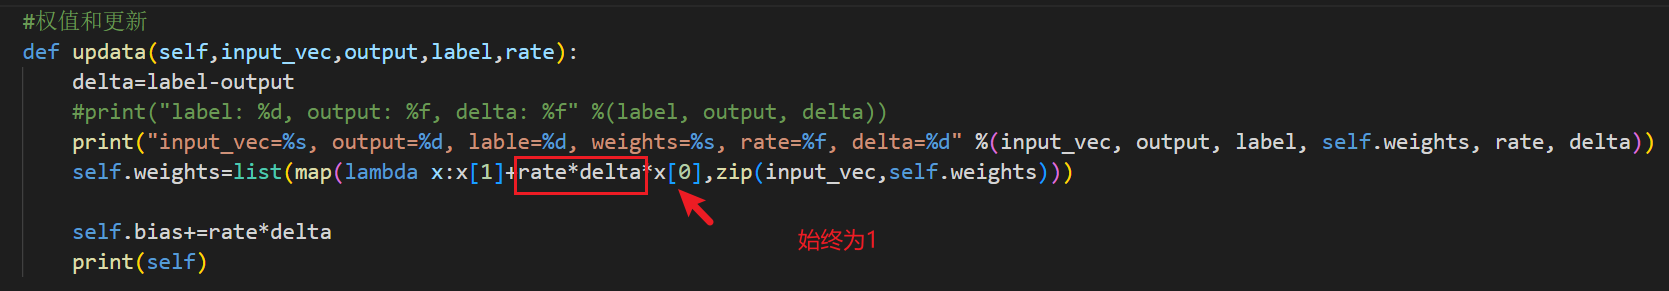 #权值和更新
def updata(self,input_vec,output,label,rate):
    delta=label-output
    #print("label: %d, output: %f, delta: %f" %(label, output, delta))
    print("input_vec=%s, output=%d, lable=%d, weights=%s, rate=%f, delta=%d" %(input_vec, output, label, self.weights, rate, delta))
    self.weights=list(map(lambda x:x[1]+rate*delta*x[0],zip(input_vec,self.weights)))
    self.bias+=rate*delta
始终为1
    print(self)